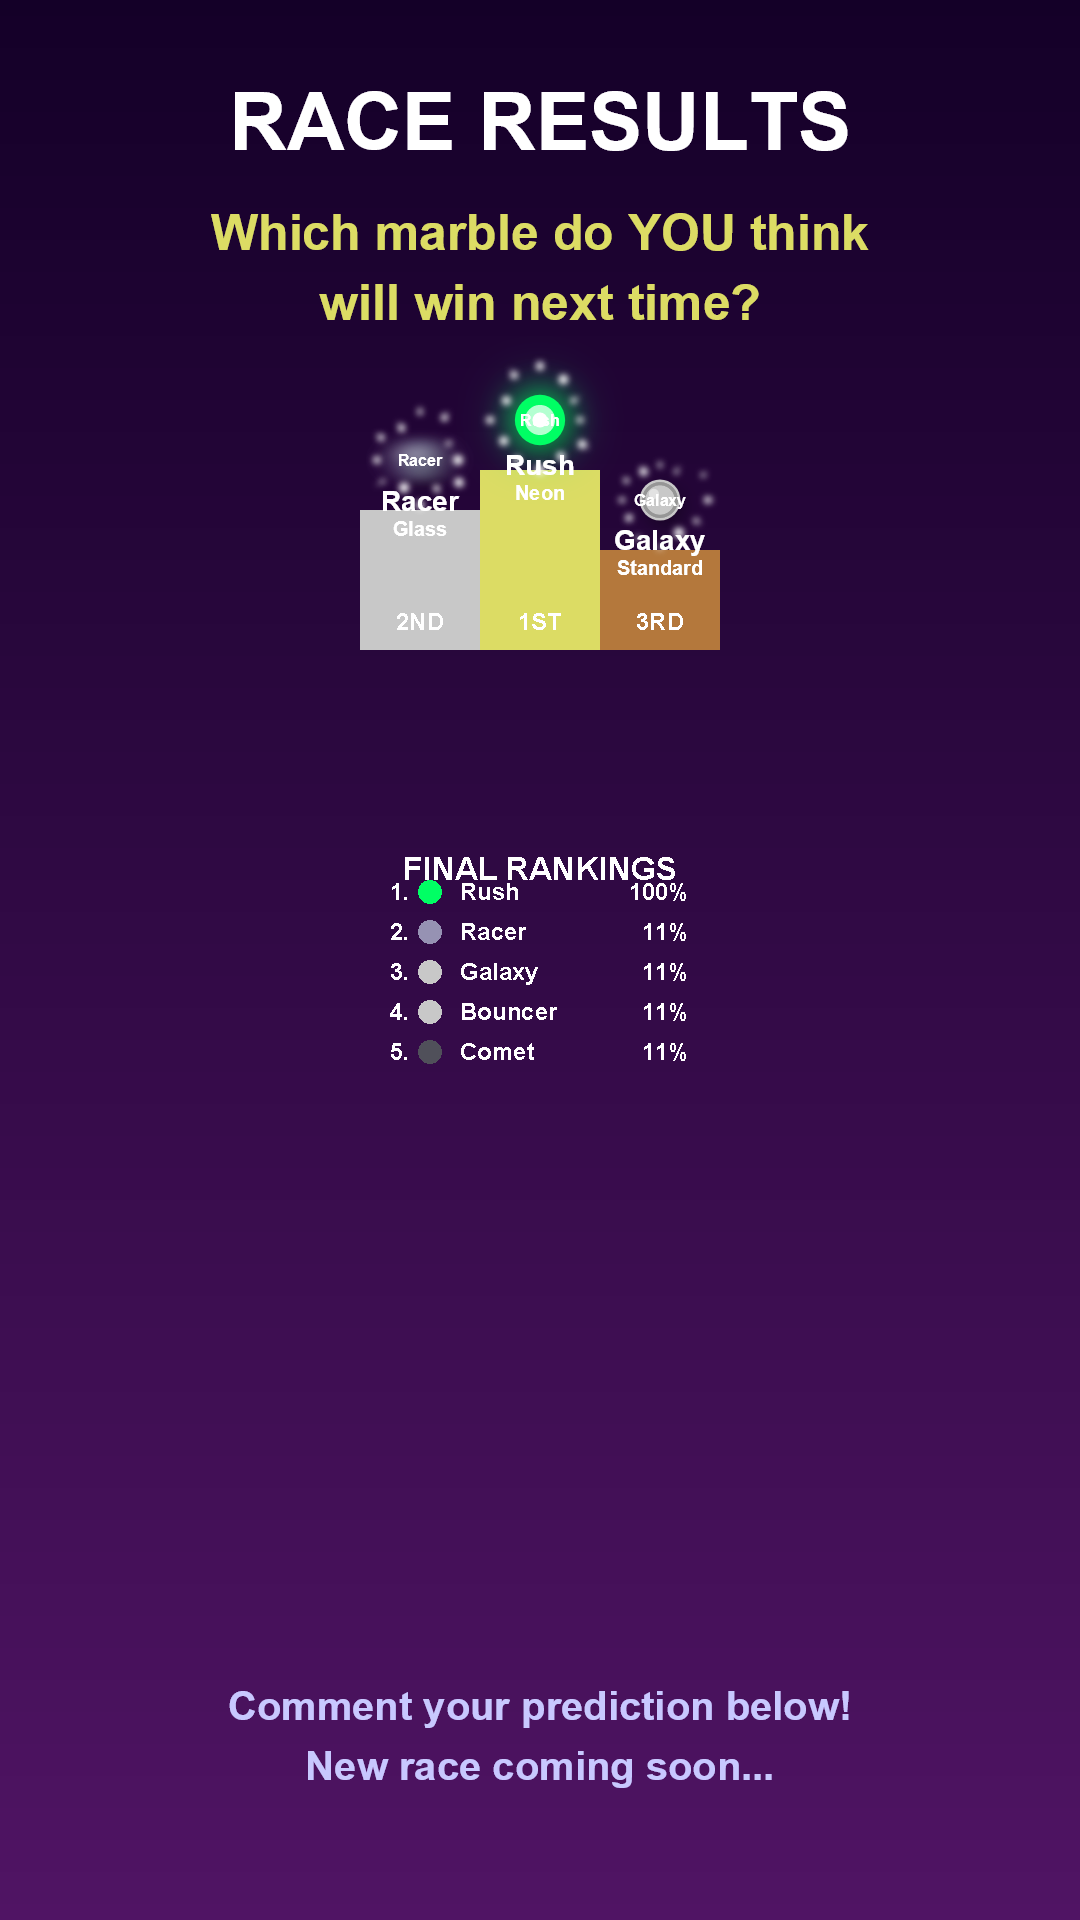 RACE RESULTS
Which marble do YOU think
will win next time?
Rush
Rush
Neon
Racer
Racer
Glass
Galaxy
Galaxy
Standard
2ND
1ST
3RD
FINAL RANKINGS
1. Rush 100%
2. Racer 11%
3. Galaxy 11%
4. Bouncer 11%
5. Comet 11%
Comment your prediction below!
New race coming soon...